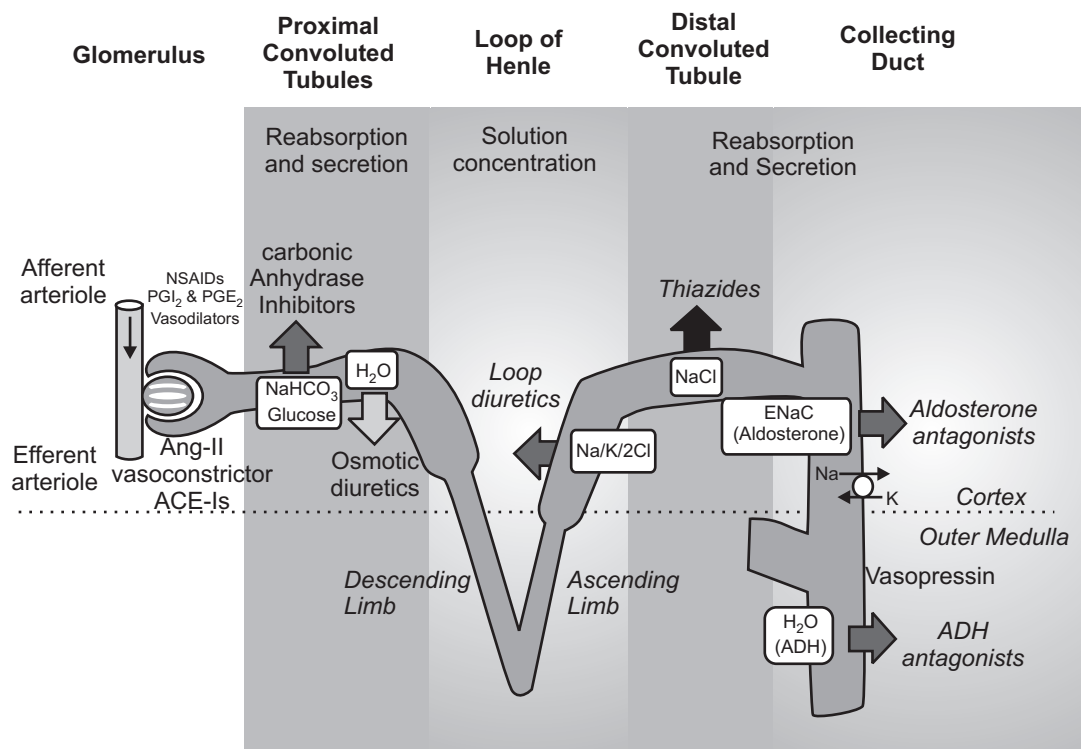 Glomerulus
Proximal
Convoluted
Tubules
Loop of
Henle
Distal
Convoluted
Tubule
Collecting
Duct
Reabsorption
and secretion
Solution
concentration
Reabsorption
and Secretion
Afferent
arteriole
NSAIDs
PGI₂ & PGE₂
Vasodilators
carbonic
Anhydrase
Inhibitors
Thiazides
NaHCO₃
Glucose
H₂O
Loop
diuretics
NaCl
ENaC
(Aldosterone)
Aldosterone
antagonists
Efferent
arteriole
Ang-II
vasoconstrictor
ACE-Is
Osmotic
diuretics
Na/K/2Cl
Na
K
Cortex
Outer Medulla
Descending
Limb
Ascending
Limb
Vasopressin
H₂O
(ADH)
ADH
antagonists